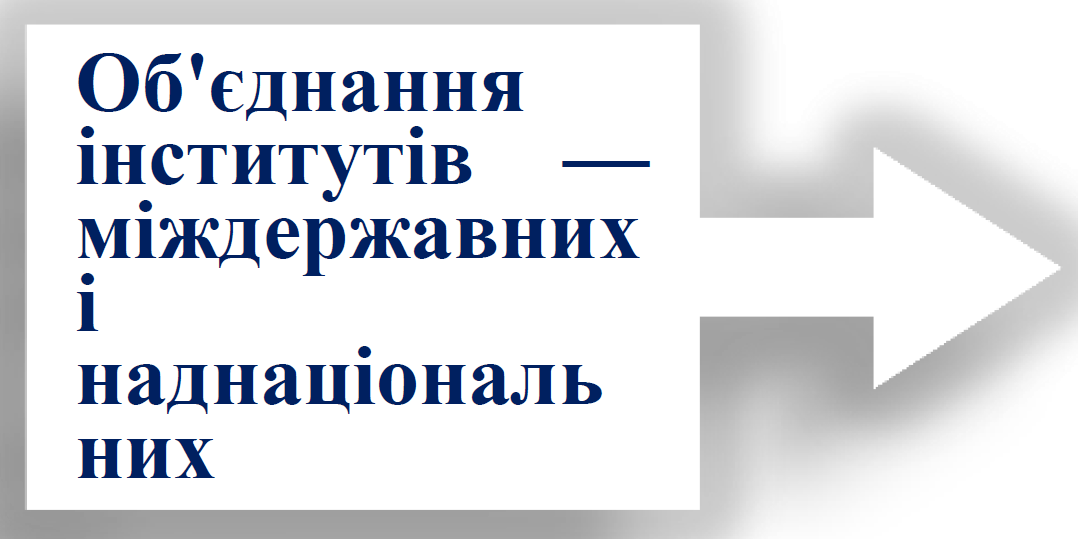 Об'єднання
інститутів —
міждержавних
і
наднаціональ
них